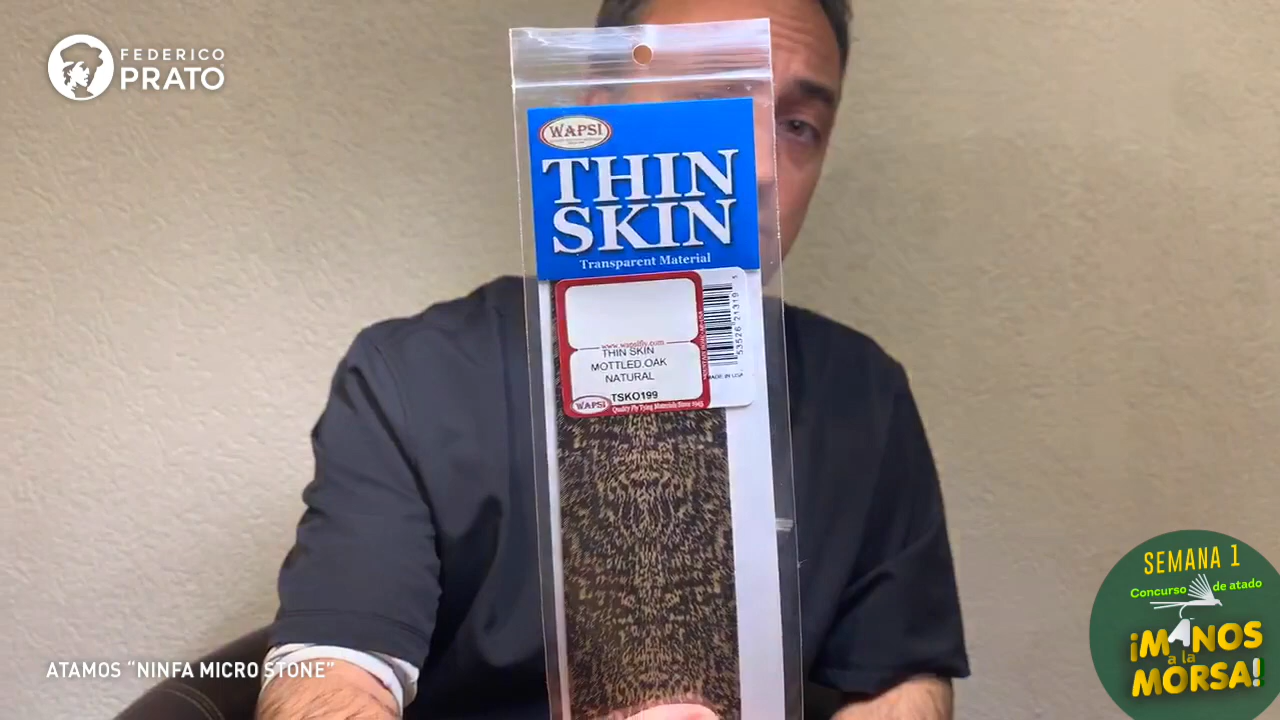 FEDERICO
PRATO
WAPSI
THIN
SKIN
Transparent Material
www.wapsifly.com
THIN SKIN
MOTTLED OAK
NATURAL
TSKO199
WAPSI
Quality Fly Tying Materials Since 1945
MADE IN USA
ATAMOS “NINFA MICRO STONE”
SEMANA 1
Concurso de atado
¡MANOS
a la
MORSA!